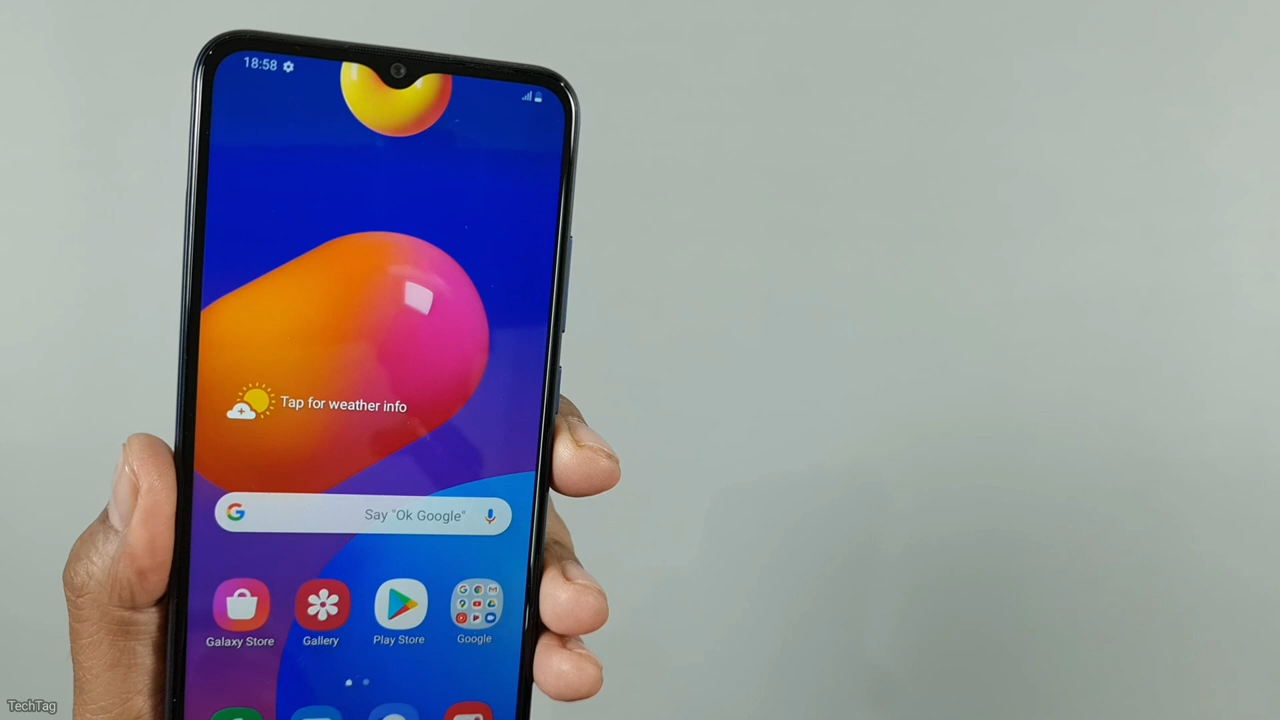 18:58
Tap for weather info
Say "Ok Google"
Galaxy Store
Gallery
Play Store
Google
TechTag